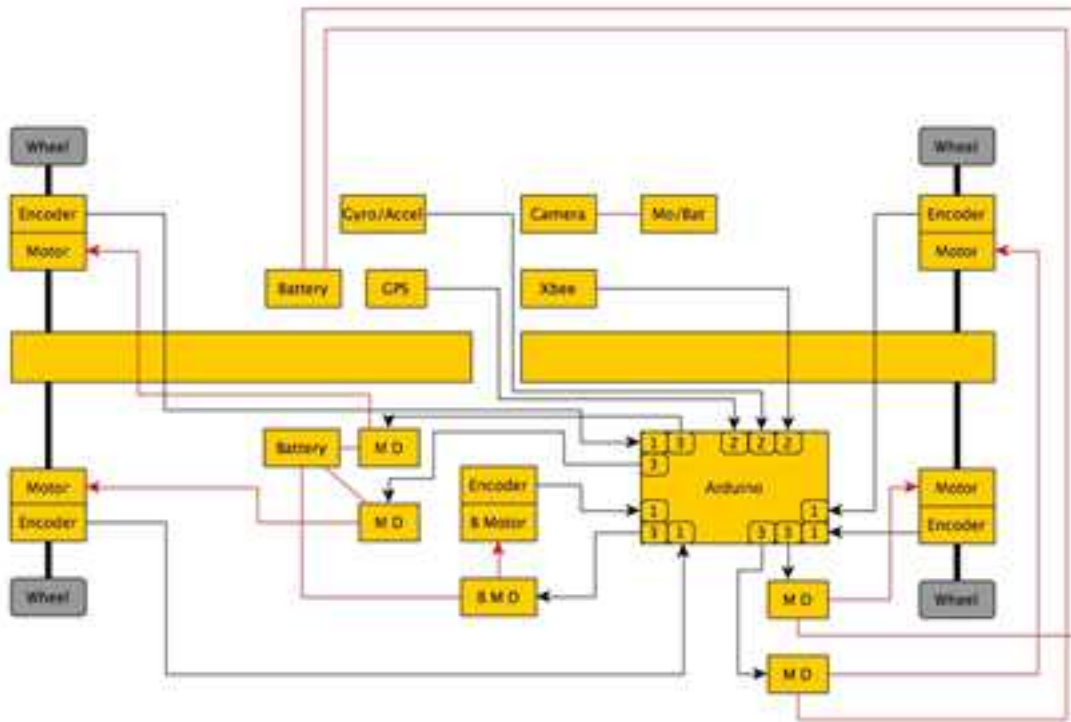 Wheel
Wheel
Encoder
Gyro/Accel
Camera
Mo/Bat
Encoder
Motor
Motor
Battery
GPS
Xbee
1
3
2
2
2
Battery
M D
3
Motor
Encoder
Arduino
Motor
Encoder
M D
B Motor
1
1
Encoder
3
1
3
3
1
Wheel
B M D
M D
Wheel
M D